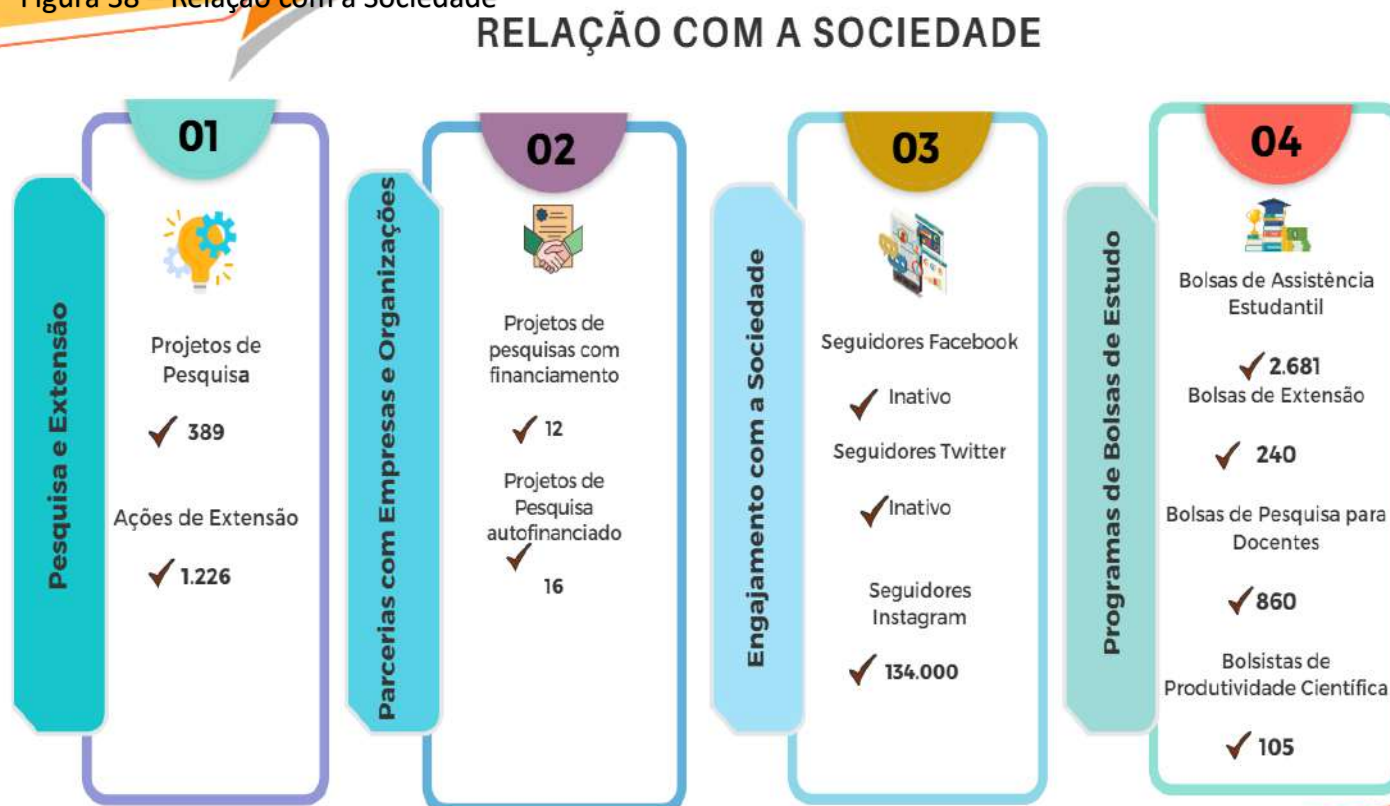 Figura 38 – Relação com a Sociedade
RELAÇÃO COM A SOCIEDADE
01
Pesquisa e Extensão
Projetos de
Pesquisa
389
Ações de Extensão
1.226
02
Parcerias com Empresas e Organizações
Projetos de
pesquisas com
financiamento
12
Projetos de
Pesquisa
autofinanciado
16
03
Engajamento com a Sociedade
Seguidores Facebook
Inativo
Seguidores Twitter
Inativo
Seguidores
Instagram
134.000
04
Programas de Bolsas de Estudo
Bolsas de Assistência
Estudantil
2.681
Bolsas de Extensão
240
Bolsas de Pesquisa para
Docentes
860
Bolsistas de
Produtividade Científica
105